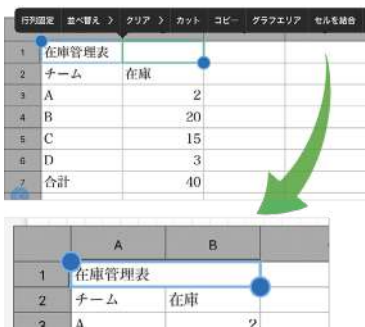 行列固定 並べ替え > クリア > カット コピー グラフエリア セルを結合
1 在庫管理表
2 チーム 在庫
3 A 2
4 B 20
5 C 15
6 D 3
7 合計 40
A B
1 在庫管理表
2 チーム 在庫
3 A 2